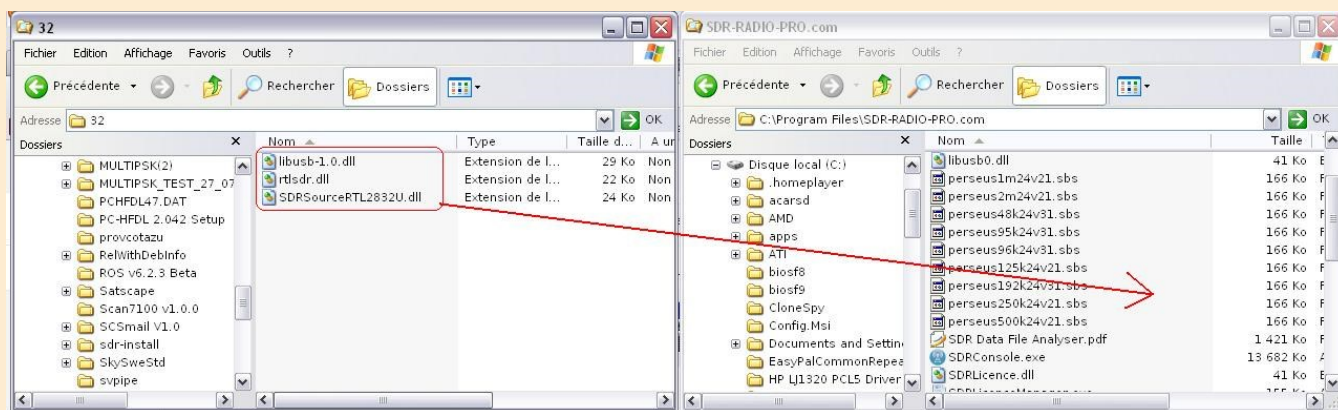 32
Fichier Edition Affichage Favoris Outils ?
Précédente Rechercher Dossiers
Adresse 32 OK
Dossiers X
MULTIPSK(2)
MULTIPSK_TEST_27_07
PCHFDL47.DAT
PC-HFDL 2.042 Setup
provcotazu
RelWithDebInfo
ROS v6.2.3 Beta
Satscape
Scan7100 v1.0.0
SCSmail V1.0
sdr-install
SkySweStd
svpipe
Nom Type Taille d... A ur
libusb-1.0.dll Extension de l... 29 Ko Non
rtlsdr.dll Extension de l... 22 Ko Non
SDRSourceRTL2832U.dll Extension de l... 24 Ko Non
SDR-RADIO-PRO.com
Fichier Edition Affichage Favoris Outils ?
Précédente Rechercher Dossiers
Adresse C:\Program Files\SDR-RADIO-PRO.com OK
Dossiers X
Disque local (C:)
.homeplayer
acarsd
AMD
apps
ATI
biosf8
biosf9
CloneSpy
Config.Msi
Documents and Settin
EasyPalCommonRepea
HP LJ1320 PCL5 Driver
Nom Taille
libusb0.dll 41 Ko E
perseus1m24v21.sbs 166 Ko F
perseus2m24v21.sbs 166 Ko F
perseus48k24v31.sbs 166 Ko F
perseus95k24v31.sbs 166 Ko F
perseus96k24v31.sbs 166 Ko F
perseus125k24v21.sbs 166 Ko F
perseus192k24v31.sbs 166 Ko F
perseus250k24v21.sbs 166 Ko F
perseus500k24v21.sbs 166 Ko F
SDR Data File Analyser.pdf 1 421 Ko F
SDRConsole.exe 13 682 Ko A
SDRLicence.dll 41 Ko E